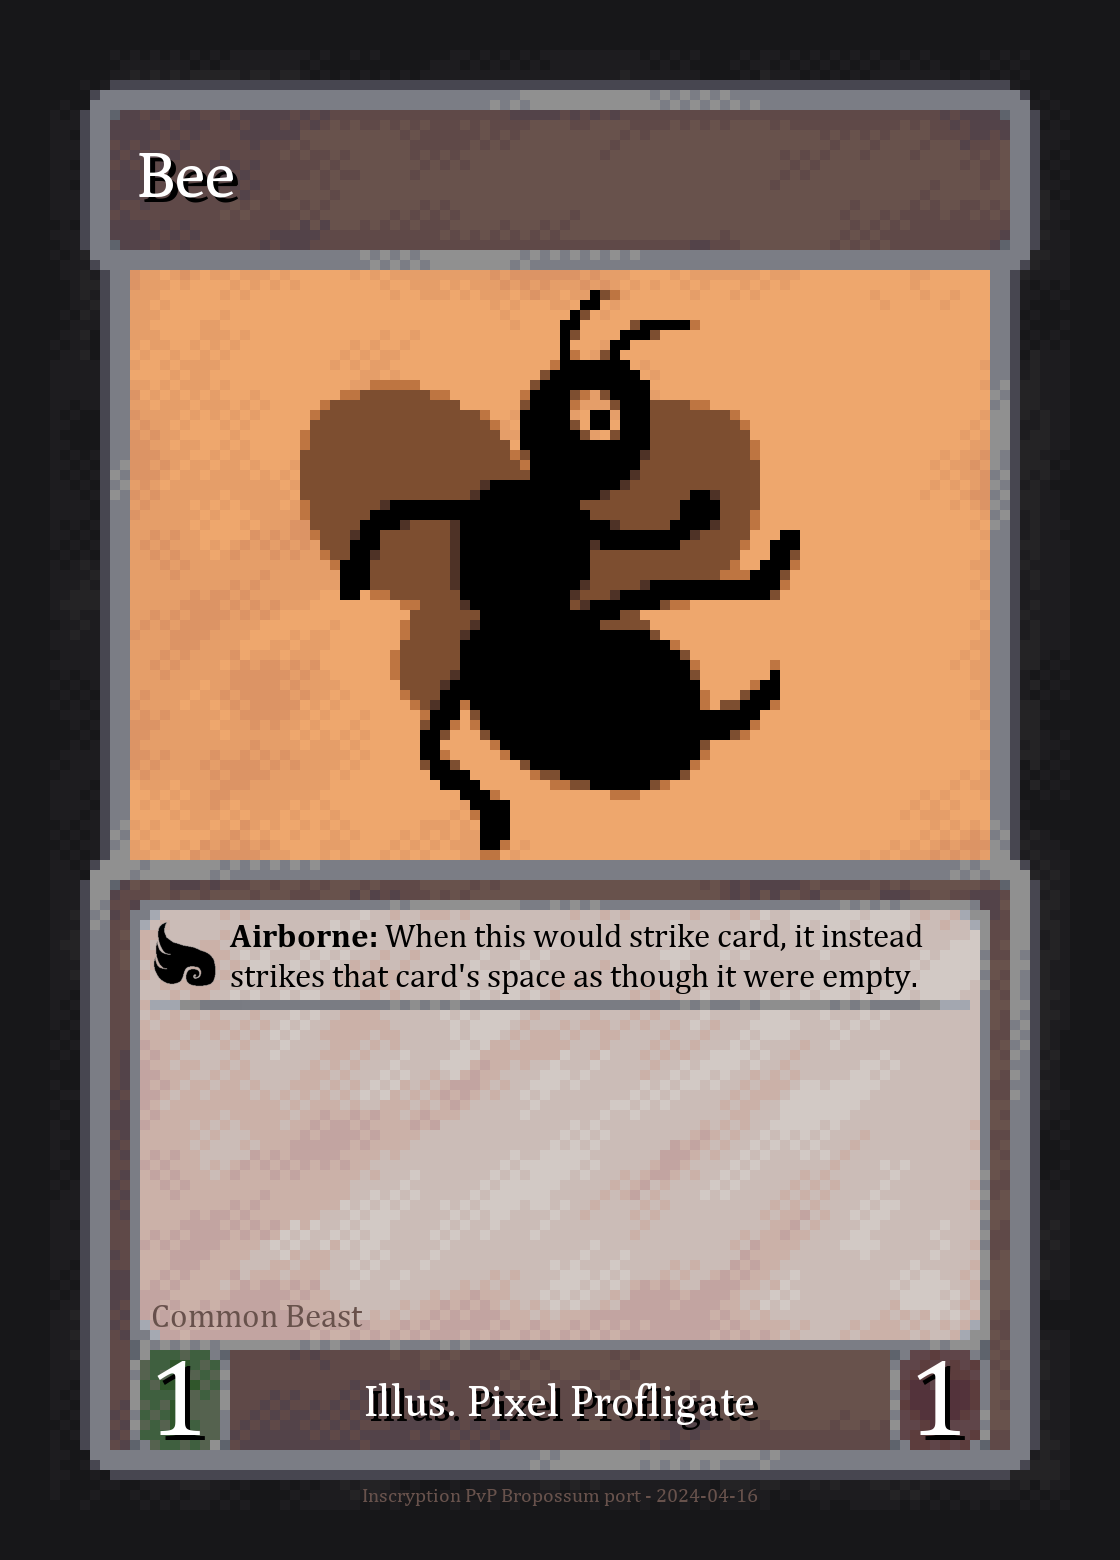 Bee
Airborne: When this would strike card, it instead
strikes that card's space as though it were empty.
Common Beast
1
Illus. Pixel Profligate
1
Inscryption PvP Bropossum port - 2024-04-16